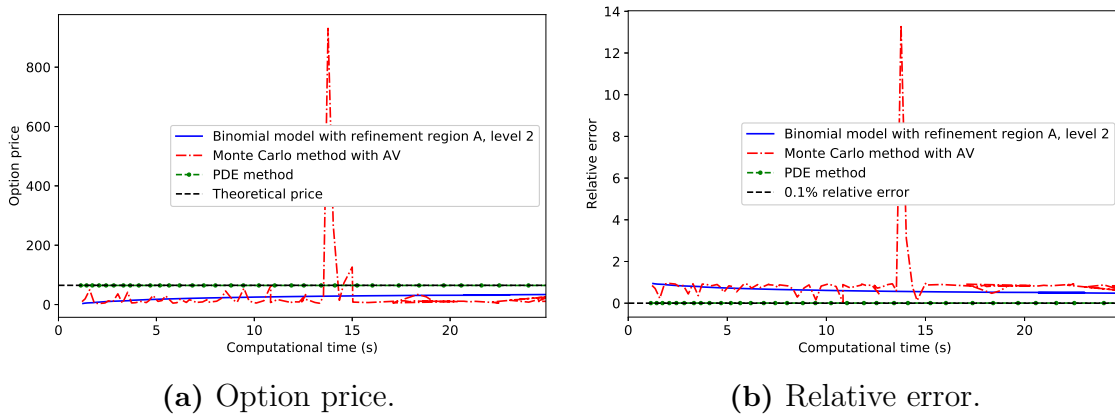 Option price
800
600
400
200
0
0
5
10
15
20
Computational time (s)
Binomial model with refinement region A, level 2
Monte Carlo method with AV
PDE method
Theoretical price
(a) Option price.
Relative error
14
12
10
8
6
4
2
0
0
5
10
15
20
Computational time (s)
Binomial model with refinement region A, level 2
Monte Carlo method with AV
PDE method
0.1% relative error
(b) Relative error.